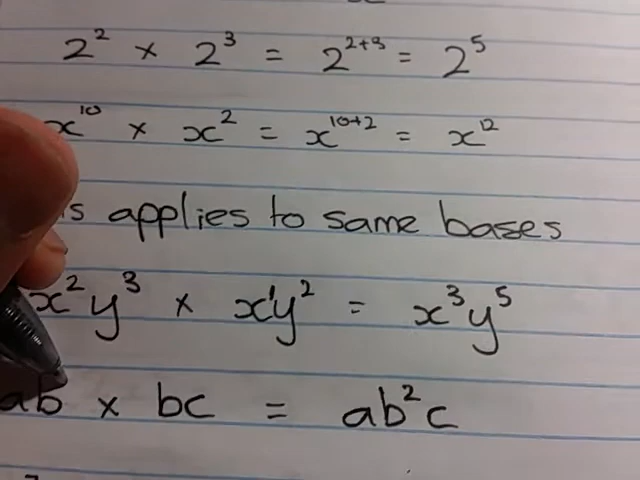 2² × 2³ = 2²⁺³ = 2⁵
x¹⁰ × x² = x¹⁰⁺² = x¹²
s applies to same bases
x²y³ × x¹y² = x³y⁵
ab × bc = ab²c